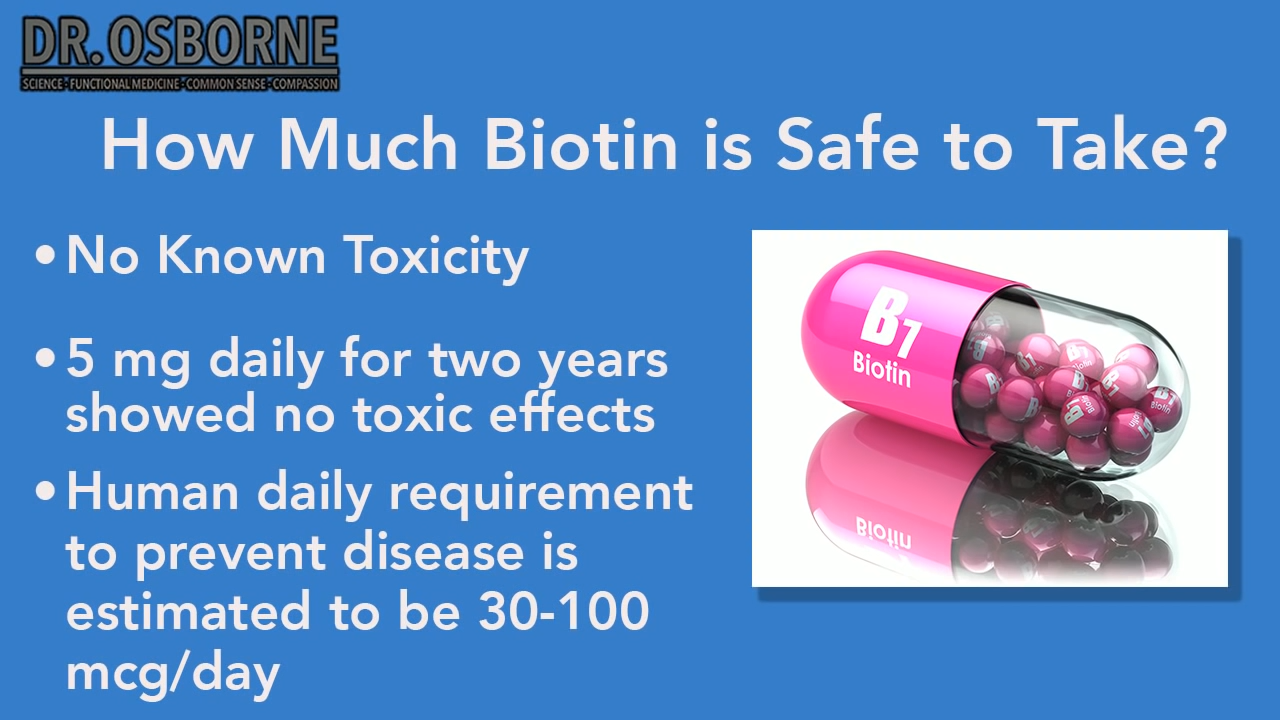 DR. OSBORNE
SCIENCE - FUNCTIONAL MEDICINE - COMMON SENSE - COMPASSION
How Much Biotin is Safe to Take?
• No Known Toxicity
• 5 mg daily for two years
showed no toxic effects
• Human daily requirement
to prevent disease is
estimated to be 30-100
mcg/day
B7
Biotin